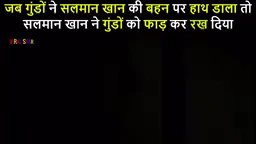 जब गुंडों ने सलमान खान की बहन पर हाथ डाला तो
सलमान खान ने गुंडों को फाड़ कर रख दिया